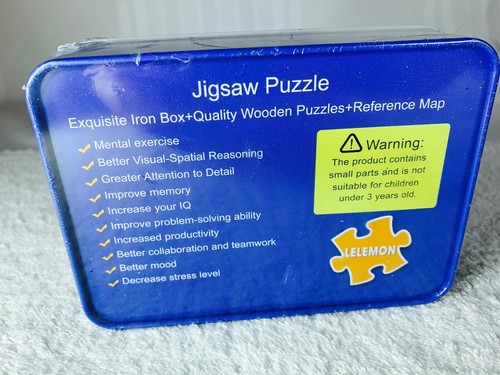 Jigsaw Puzzle
Exquisite Iron Box+Quality Wooden Puzzles+Reference Map
Mental exercise
Better Visual-Spatial Reasoning
Greater Attention to Detail
Improve memory
Increase your IQ
Improve problem-solving ability
Increased productivity
Better collaboration and teamwork
Better mood
Decrease stress level
Warning:
The product contains
small parts and is not
suitable for children
under 3 years old.
LELEMON